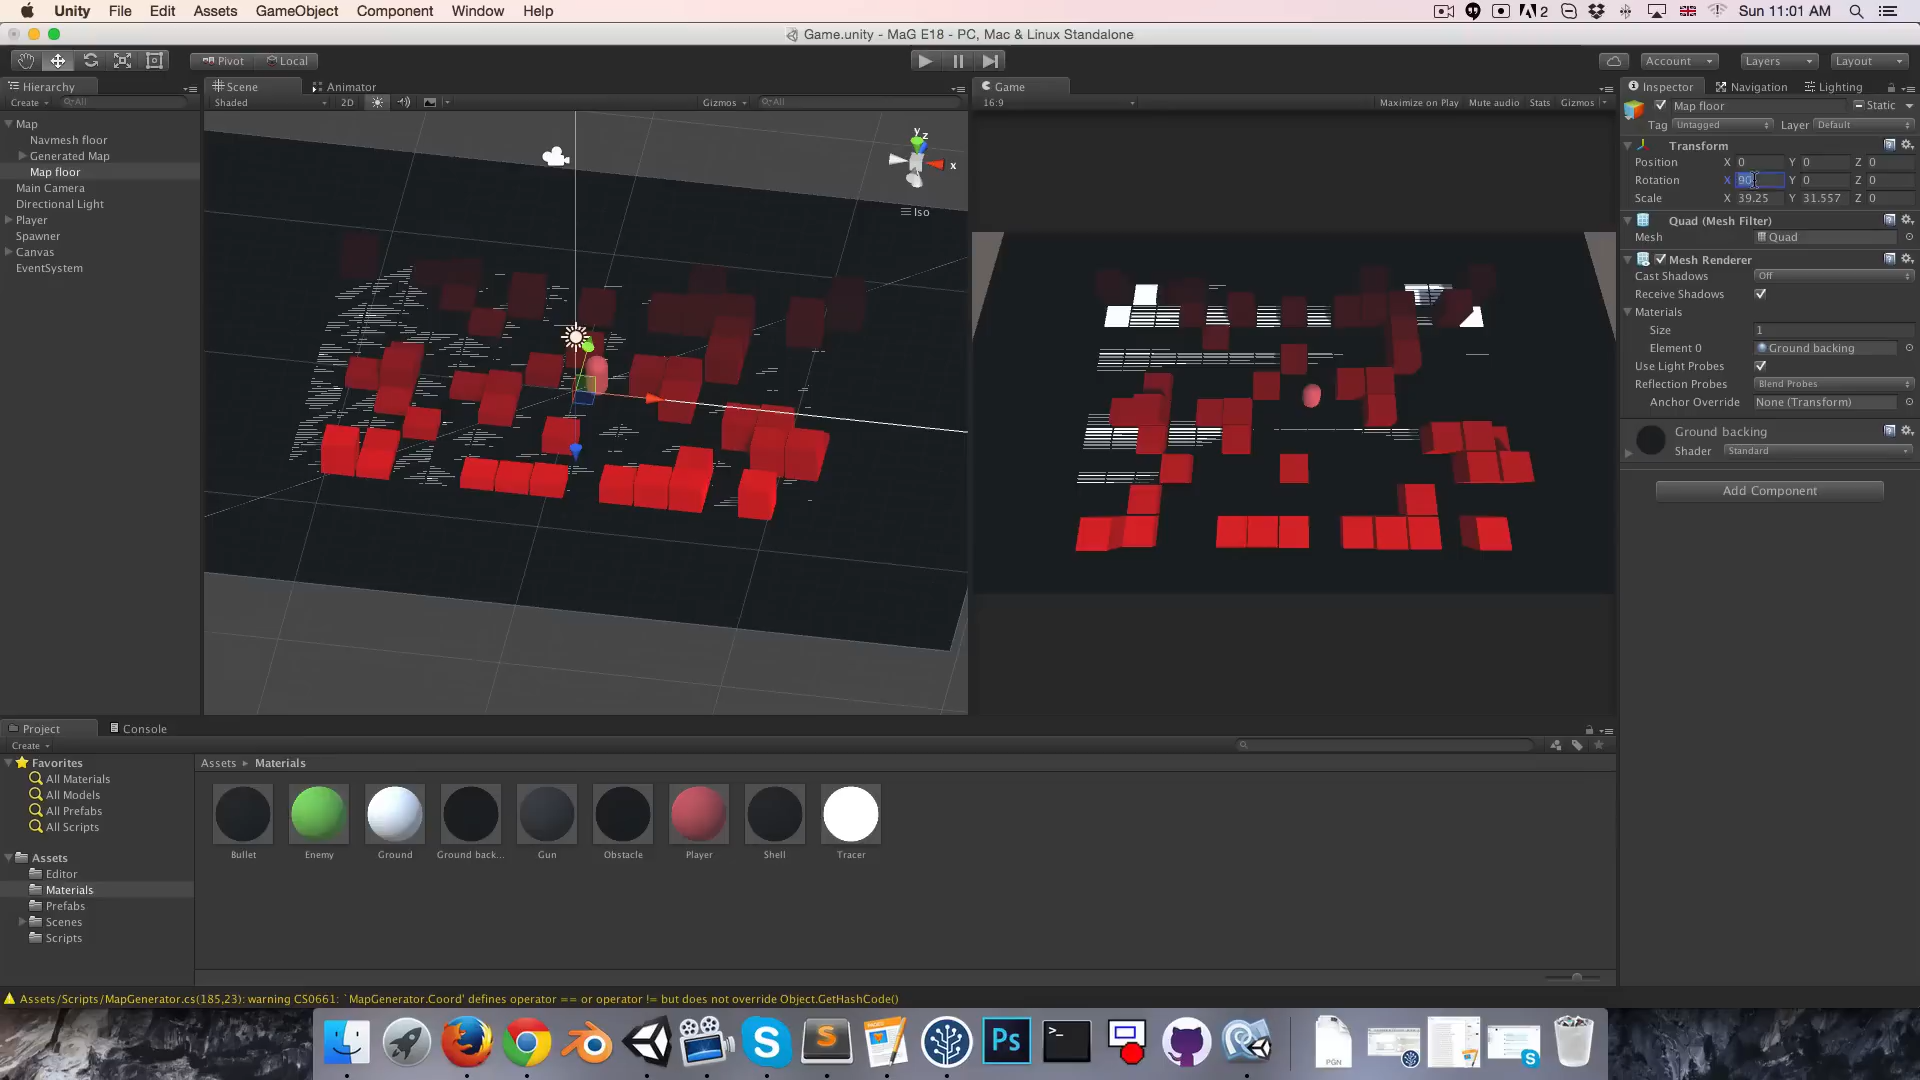 Unity File Edit Assets GameObject Component Window Help 2 Sun 11:01 AM
Game.unity - MaG E18 - PC, Mac & Linux Standalone
Pivot Local Account Layers Layout
Hierarchy Scene Animator Game Inspector Navigation Lighting
Create All Shaded 2D Gizmos All 16:9 Maximize on Play Mute audio Stats Gizmos
Map floor Static
Tag Untagged Layer Default
Map
Navmesh floor
Generated Map
Map floor
Main Camera
Directional Light
Player
Spawner
Canvas
EventSystem
y z
x
Iso
Transform
Position X 0 Y 0 Z 0
Rotation X 90 Y 0 Z 0
Scale X 39.25 Y 31.557 Z 0
Quad (Mesh Filter)
Mesh Quad
Mesh Renderer
Cast Shadows Off
Receive Shadows
Materials
Size 1
Element 0 Ground backing
Use Light Probes
Reflection Probes Blend Probes
Anchor Override None (Transform)
Ground backing
Shader Standard
Add Component
Project Console
Create
Favorites
All Materials
All Models
All Prefabs
All Scripts
Assets
Editor
Materials
Prefabs
Scenes
Scripts
Assets Materials
Bullet Enemy Ground Ground back... Gun Obstacle Player Shell Tracer
Assets/Scripts/MapGenerator.cs(185,23): warning CS0661: `MapGenerator.Coord' defines operator == or operator != but does not override Object.GetHashCode()
S S Ps >_ PGN S